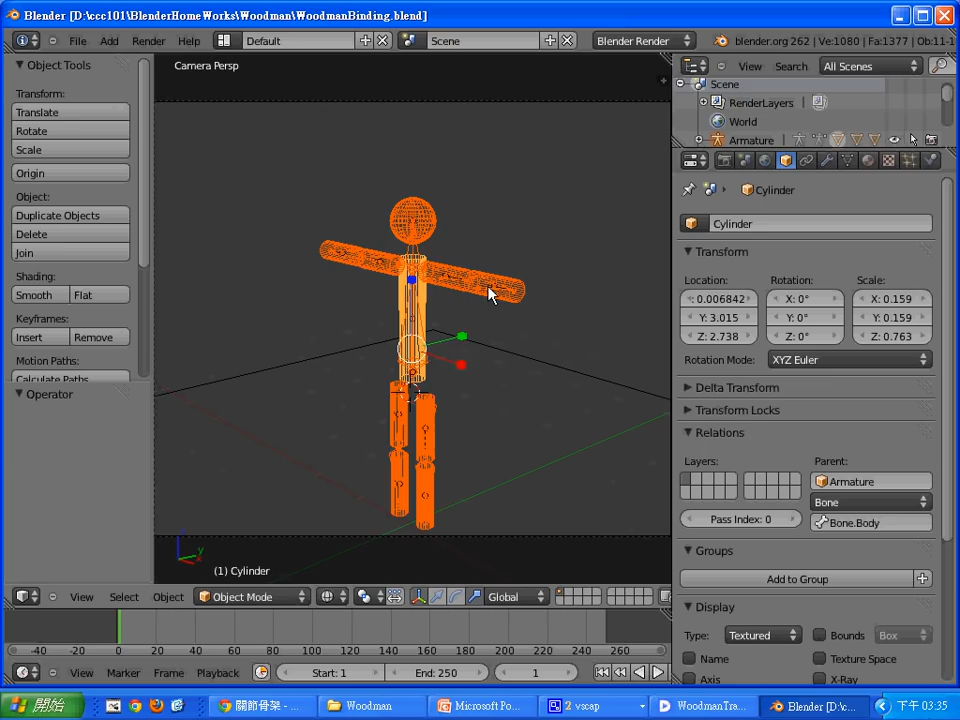 Blender [D:\ccc101\BlenderHomeWorks\Woodman\WoodmanBinding.blend]
File Add Render Help Default Scene Blender Render blender.org 262 | Ve:1080 | Fa:1377 | Ob:11-1
Object Tools
Transform:
Translate
Rotate
Scale
Origin
Object:
Duplicate Objects
Delete
Join
Shading:
Smooth Flat
Keyframes:
Insert Remove
Motion Paths:
Calculate Paths
Operator
Camera Persp
(1) Cylinder
View Search All Scenes
Scene
RenderLayers
World
Armature
Cylinder
Cylinder
Transform
Location: Rotation: Scale:
: 0.006842 X: 0° X: 0.159
Y: 3.015 Y: 0° Y: 0.159
Z: 2.738 Z: 0° Z: 0.763
Rotation Mode: XYZ Euler
Delta Transform
Transform Locks
Relations
Layers: Parent:
Armature
Bone
Pass Index: 0 Bone.Body
Groups
Add to Group
Display
Type: Textured Bounds Box
Name Texture Space
Axis X-Ray
View Select Object Object Mode Global
-40 -20 0 20 40 60 80 100 120 140 160 180 200 220 240 260
View Marker Frame Playback Start: 1 End: 250 1
開始 關節骨架 - ... Woodman Microsoft Po... 2 vscap WoodmanTra... Blender [D:\c... 下午 03:35